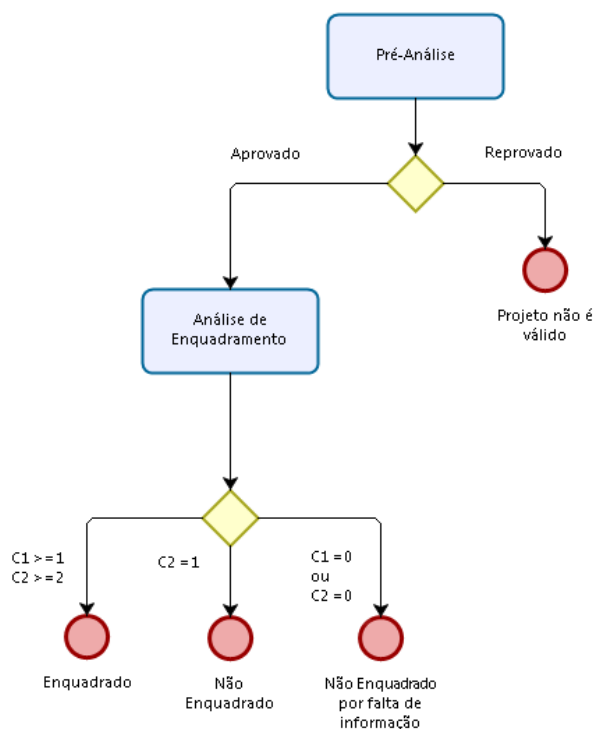 Pré-Análise
Aprovado
Reprovado
Projeto não é
válido
Análise de
Enquadramento
C1 >=1
C2 >=2
C2 =1
C1 =0
ou
C2 =0
Enquadrado
Não
Enquadrado
Não Enquadrado
por falta de
informação